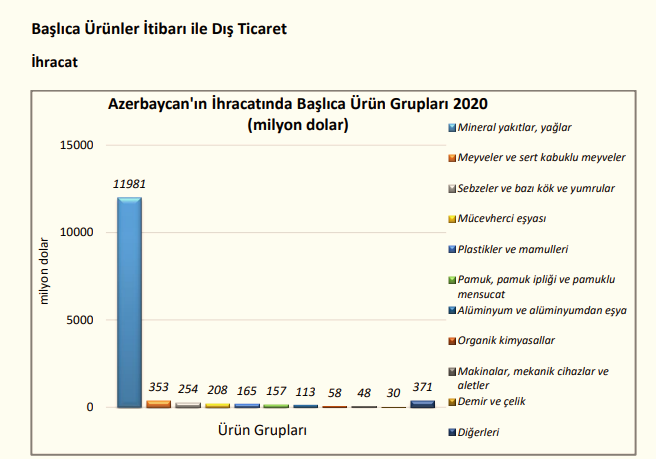 Başlıca Ürünler İtibarı ile Dış Ticaret
İhracat
Azerbaycan'ın İhracatında Başlıca Ürün Grupları 2020
(milyon dolar)
15000
10000
5000
0
milyon dolar
11981
353
254
208
165
157
113
58
48
30
371
Ürün Grupları
Mineral yakıtlar, yağlar
Meyveler ve sert kabuklu meyveler
Sebzeler ve bazı kök ve yumrular
Mücevherci eşyası
Plastikler ve mamulleri
Pamuk, pamuk ipliği ve pamuklu
mensucat
Alüminyum ve alüminyumdan eşya
Organik kimyasallar
Makinalar, mekanik cihazlar ve
aletler
Demir ve çelik
Diğerleri